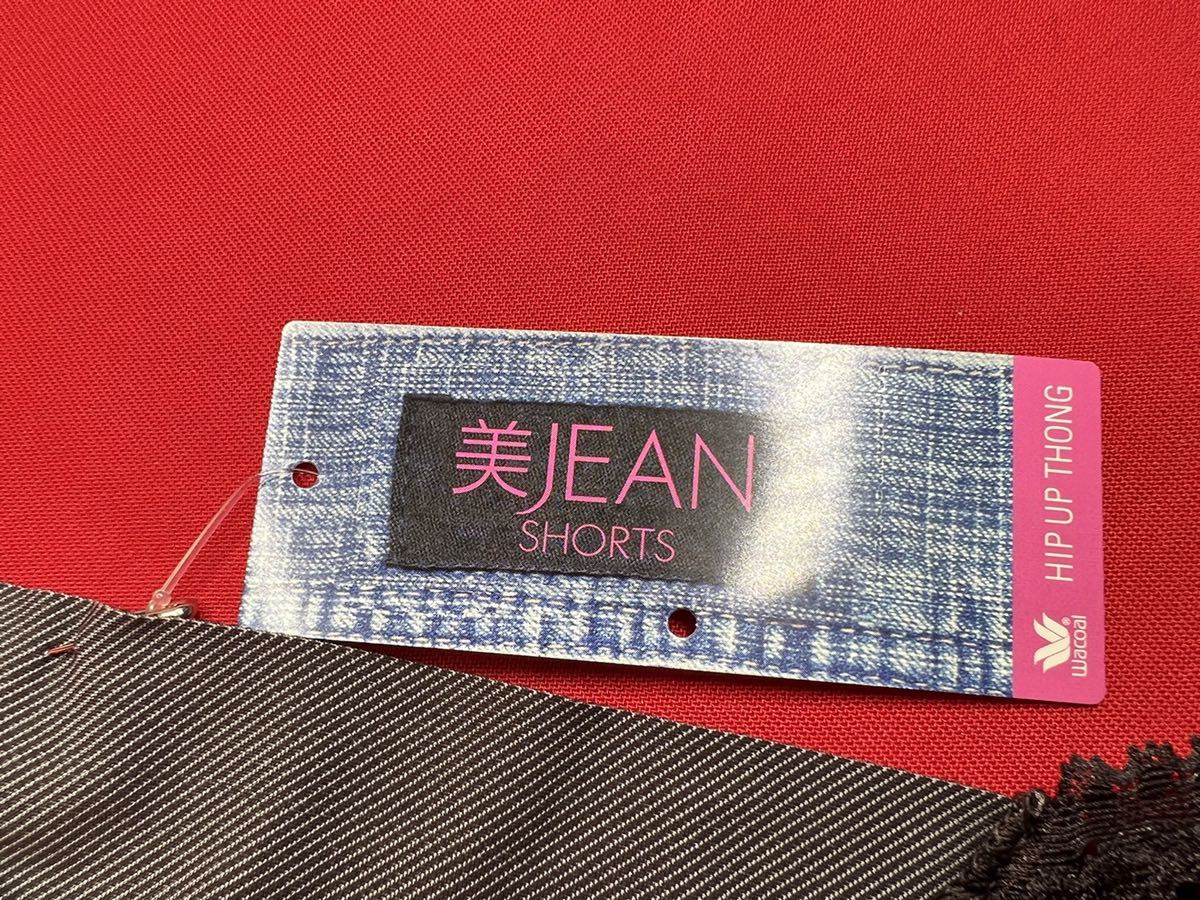 美JEAN
SHORTS
HIP UP THONG
wacoal®